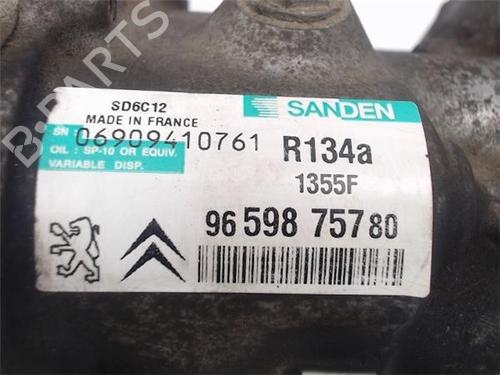 B-PARTS
SD6C12
MADE IN FRANCE
SANDEN
SN 06909410761
OIL : SP-10 OR EQUIV.
VARIABLE DISP.
R134a
1355F
96 598 757 80